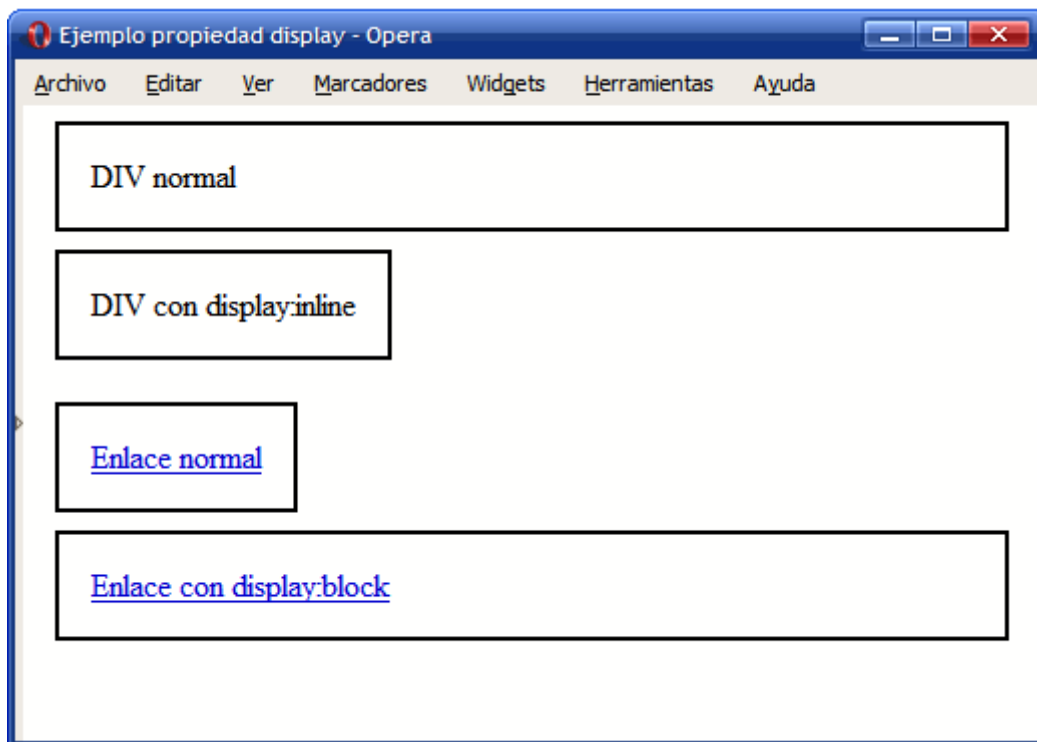 Ejemplo propiedad display - Opera
Archivo Editar Ver Marcadores Widgets Herramientas Ayuda
DIV normal
DIV con display:inline
Enlace normal
Enlace con display:block